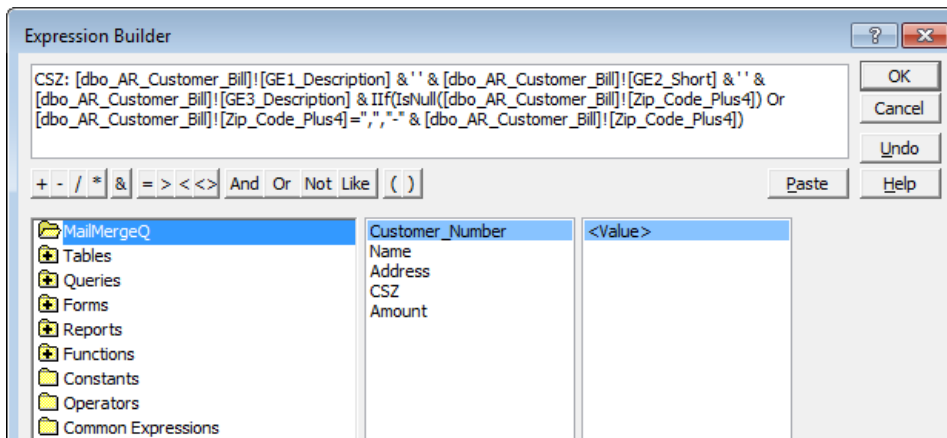 Expression Builder
CSZ: [dbo_AR_Customer_Bill]![GE1_Description] & ' ' & [dbo_AR_Customer_Bill]![GE2_Short] & ' ' &
[dbo_AR_Customer_Bill]![GE3_Description] & IIf(IsNull([dbo_AR_Customer_Bill]![Zip_Code_Plus4]) Or
[dbo_AR_Customer_Bill]![Zip_Code_Plus4]='','','-' & [dbo_AR_Customer_Bill]![Zip_Code_Plus4])
OK
Cancel
Undo
+ - / * & = > < <> And Or Not Like ( )
Paste
Help
MailMergeQ
Tables
Queries
Forms
Reports
Functions
Constants
Operators
Common Expressions
Customer_Number
Name
Address
CSZ
Amount
<Value>